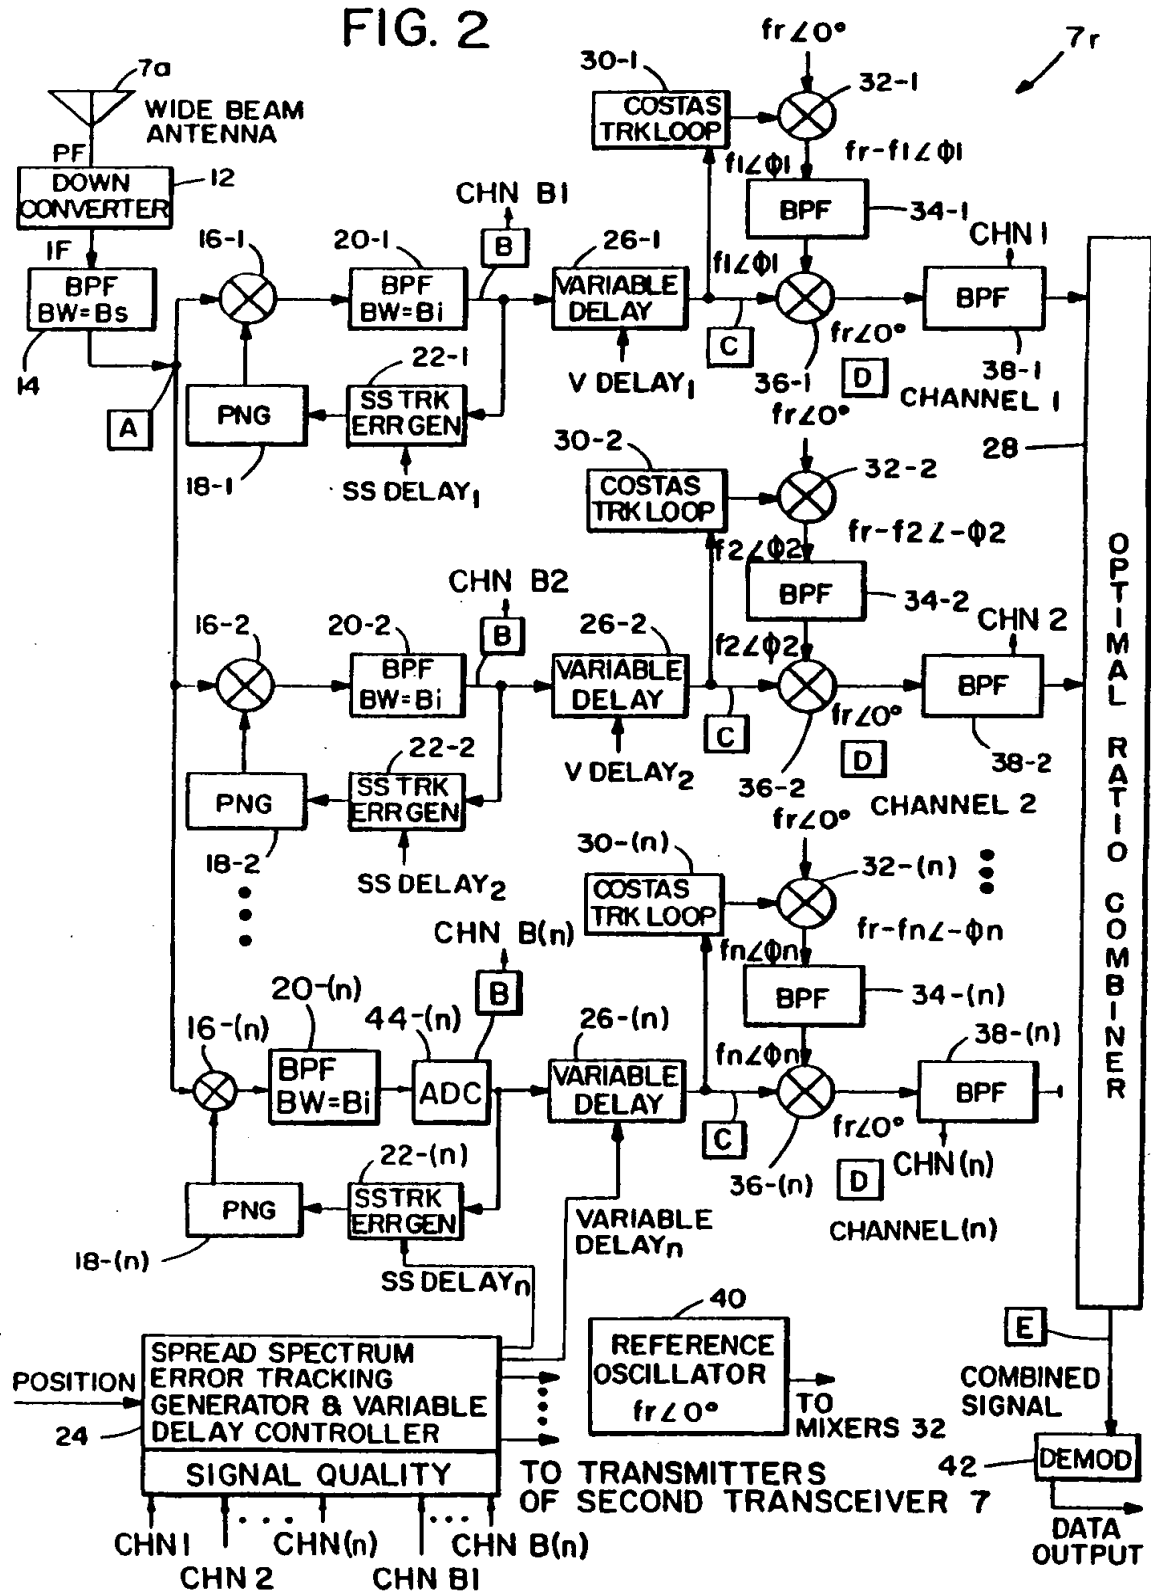 FIG. 2
7r
7a
WIDE BEAM
ANTENNA
PF
DOWN
CONVERTER
12
IF
BPF
BW=Bs
14
A
16-1
20-1
BPF
BW=Bi
CHN B1
B
26-1
VARIABLE
DELAY
V DELAY1
22-1
SS TRK
ERR GEN
SS DELAY1
PNG
18-1
30-1
COSTAS
TRK LOOP
fr∠0°
32-1
fr-f1∠ϕ1
f1∠ϕ1
BPF
34-1
f1∠ϕ1
C
36-1
fr∠0°
D
CHN 1
BPF
38-1
CHANNEL 1
28
OPTIMAL RATIO COMBINER
16-2
20-2
BPF
BW=Bi
CHN B2
B
26-2
VARIABLE
DELAY
V DELAY2
22-2
SS TRK
ERR GEN
SS DELAY2
PNG
18-2
30-2
COSTAS
TRK LOOP
fr∠0°
32-2
fr-f2∠-ϕ2
f2∠ϕ2
BPF
34-2
f2∠ϕ2
C
36-2
fr∠0°
D
CHN 2
BPF
38-2
CHANNEL 2
16-(n)
20-(n)
BPF
BW=Bi
44-(n)
ADC
CHN B(n)
B
26-(n)
VARIABLE
DELAY
VARIABLE
DELAYn
22-(n)
SS TRK
ERR GEN
SS DELAYn
PNG
18-(n)
30-(n)
COSTAS
TRK LOOP
fr∠0°
32-(n)
fr-fn∠-ϕn
fn∠ϕn
BPF
34-(n)
fn∠ϕn
C
36-(n)
fr∠0°
D
38-(n)
BPF
CHN(n)
CHANNEL(n)
POSITION
24
SPREAD SPECTRUM
ERROR TRACKING
GENERATOR & VARIABLE
DELAY CONTROLLER
SIGNAL QUALITY
CHN1
CHN 2
CHN(n)
CHN B1
CHN B(n)
TO TRANSMITTERS
OF SECOND TRANSCEIVER 7
40
REFERENCE
OSCILLATOR
fr∠0°
TO
MIXERS 32
E
COMBINED
SIGNAL
42
DEMOD
DATA
OUTPUT